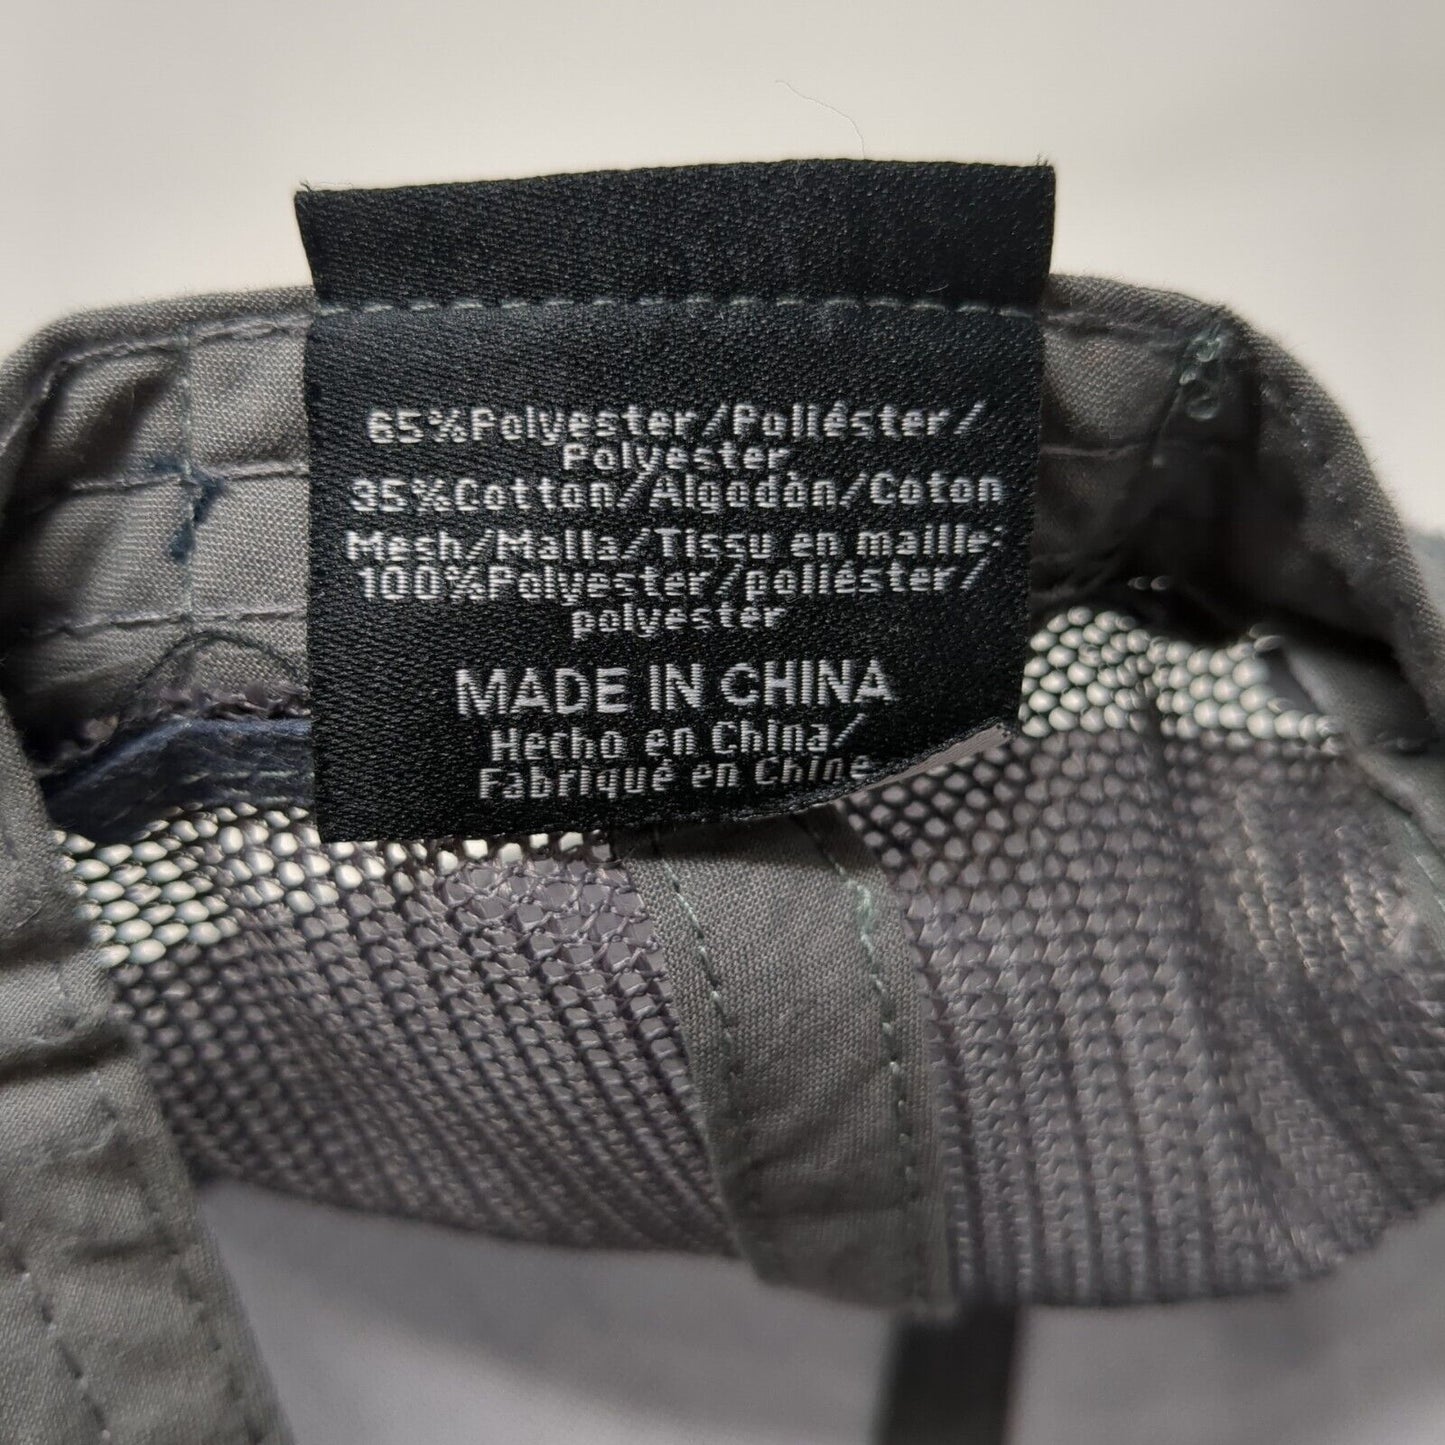 65%Polyester/Poliéster/
Polyester
35%Cotton/Algodòn/Coton
Mesh/Malla/Tissu en maille:
100%Polyester/poliéster/
polyester
MADE IN CHINA
Hecho en China/
Fabriqué en Chine